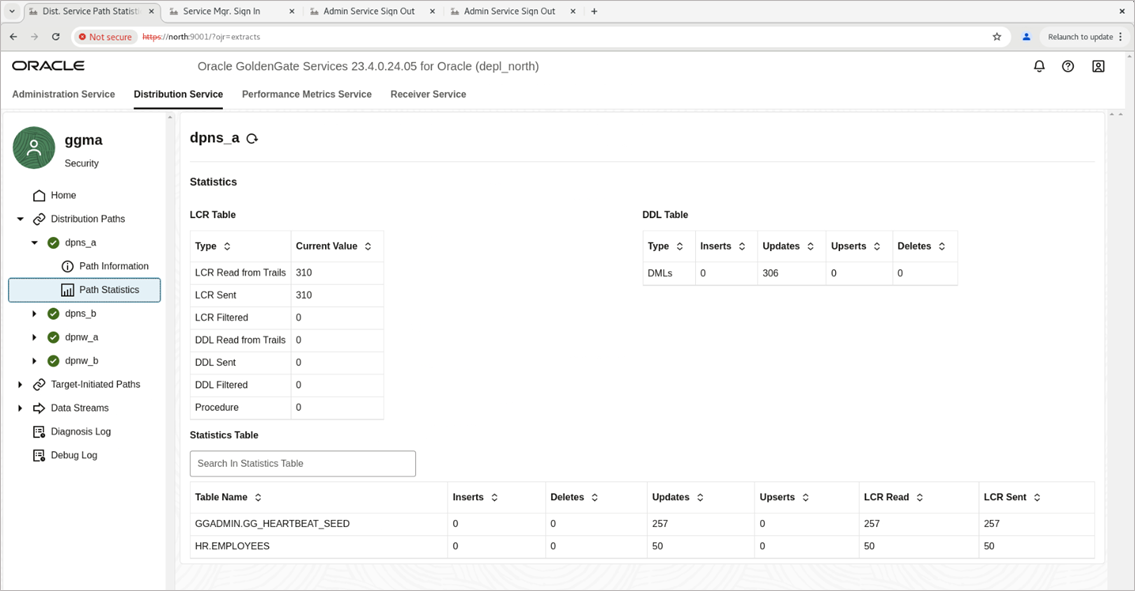 Dist. Service Path Statisti
Service Mqr. Sign In
Admin Service Sign Out
Admin Service Sign Out
Not secure https://north:9001/?ojr=extracts
Relaunch to update
ORACLE
Oracle GoldenGate Services 23.4.0.24.05 for Oracle (depl_north)
Administration Service Distribution Service Performance Metrics Service Receiver Service
ggma
Security
Home
Distribution Paths
dpns_a
Path Information
Path Statistics
dpns_b
dpnw_a
dpnw_b
Target-Initiated Paths
Data Streams
Diagnosis Log
Debug Log
dpns_a
Statistics
LCR Table
Type Current Value
LCR Read from Trails 310
LCR Sent 310
LCR Filtered 0
DDL Read from Trails 0
DDL Sent 0
DDL Filtered 0
Procedure 0
DDL Table
Type Inserts Updates Upserts Deletes
DMLs 0 306 0 0
Statistics Table
Search In Statistics Table
Table Name Inserts Deletes Updates Upserts LCR Read LCR Sent
GGADMIN.GG_HEARTBEAT_SEED 0 0 257 0 257 257
HR.EMPLOYEES 0 0 50 0 50 50